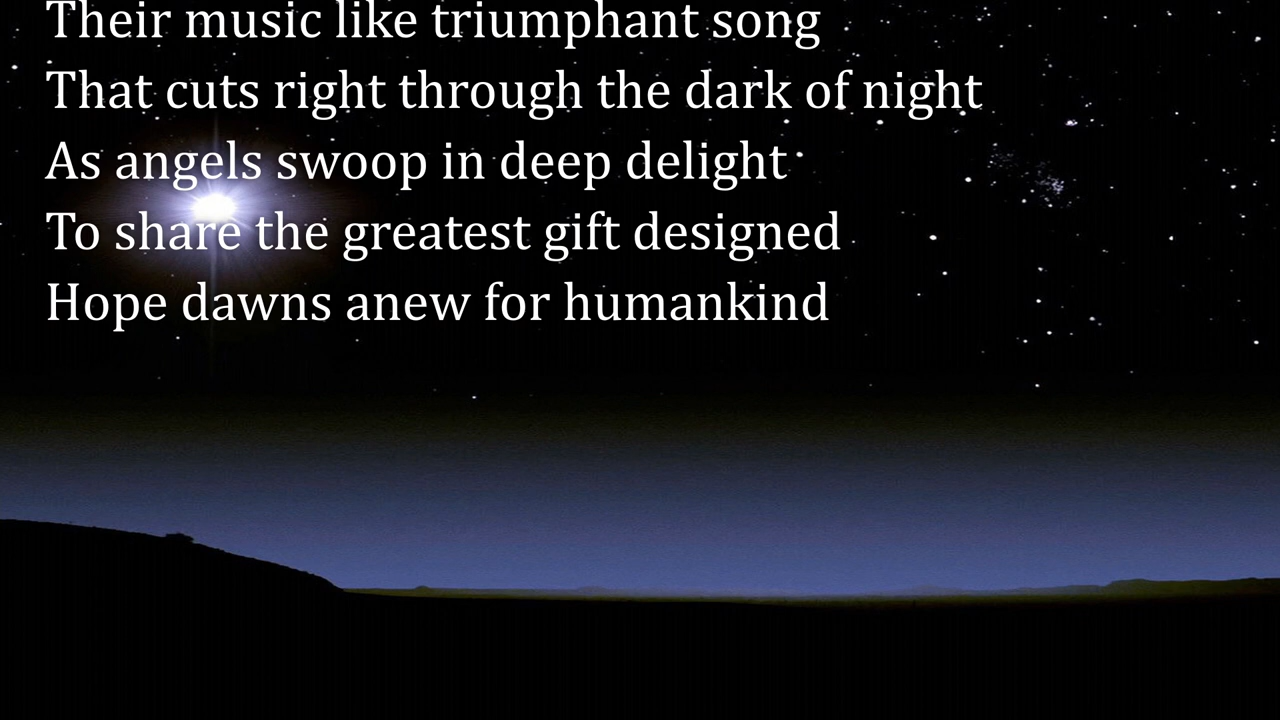 Their music like triumphant song
That cuts right through the dark of night
As angels swoop in deep delight
To share the greatest gift designed
Hope dawns anew for humankind